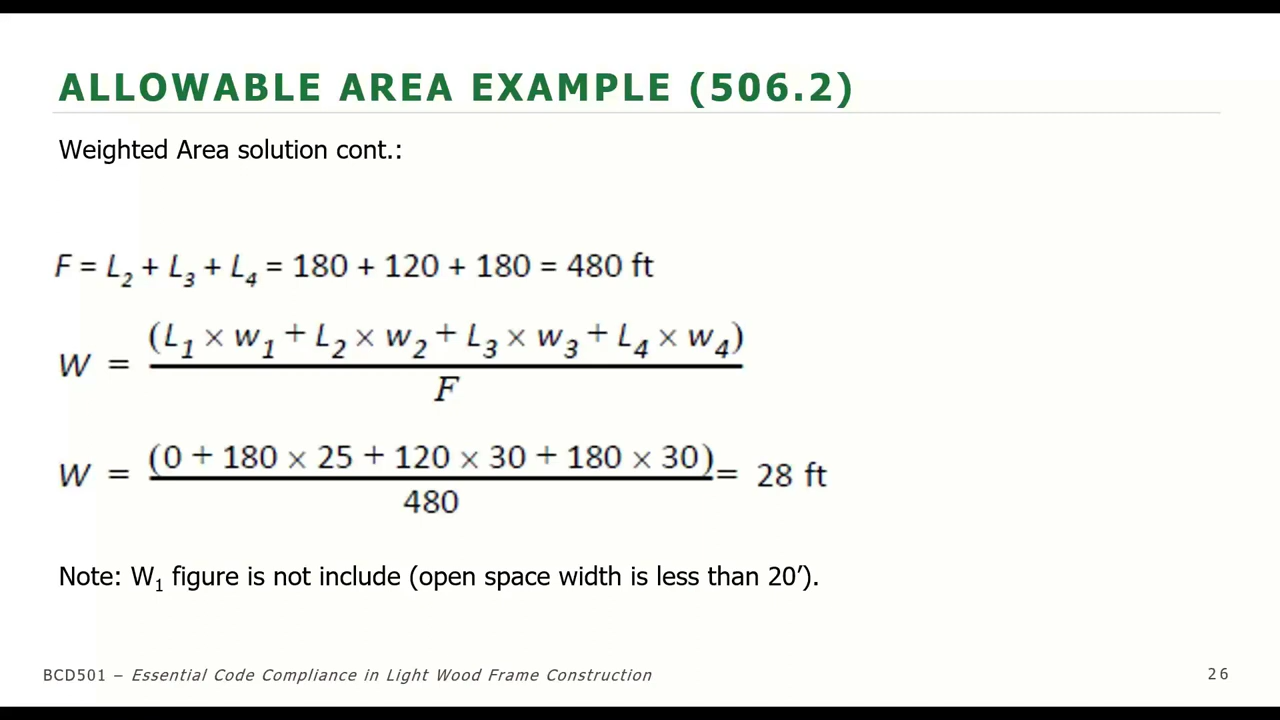 ALLOWABLE AREA EXAMPLE (506.2)
Weighted Area solution cont.:
F = L₂ + L₃ + L₄ = 180 + 120 + 180 = 480 ft
W = (L₁ × w₁ + L₂ × w₂ + L₃ × w₃ + L₄ × w₄) / F
W = (0 + 180 × 25 + 120 × 30 + 180 × 30) / 480 = 28 ft
Note: W₁ figure is not include (open space width is less than 20’).
BCD501 – Essential Code Compliance in Light Wood Frame Construction
26